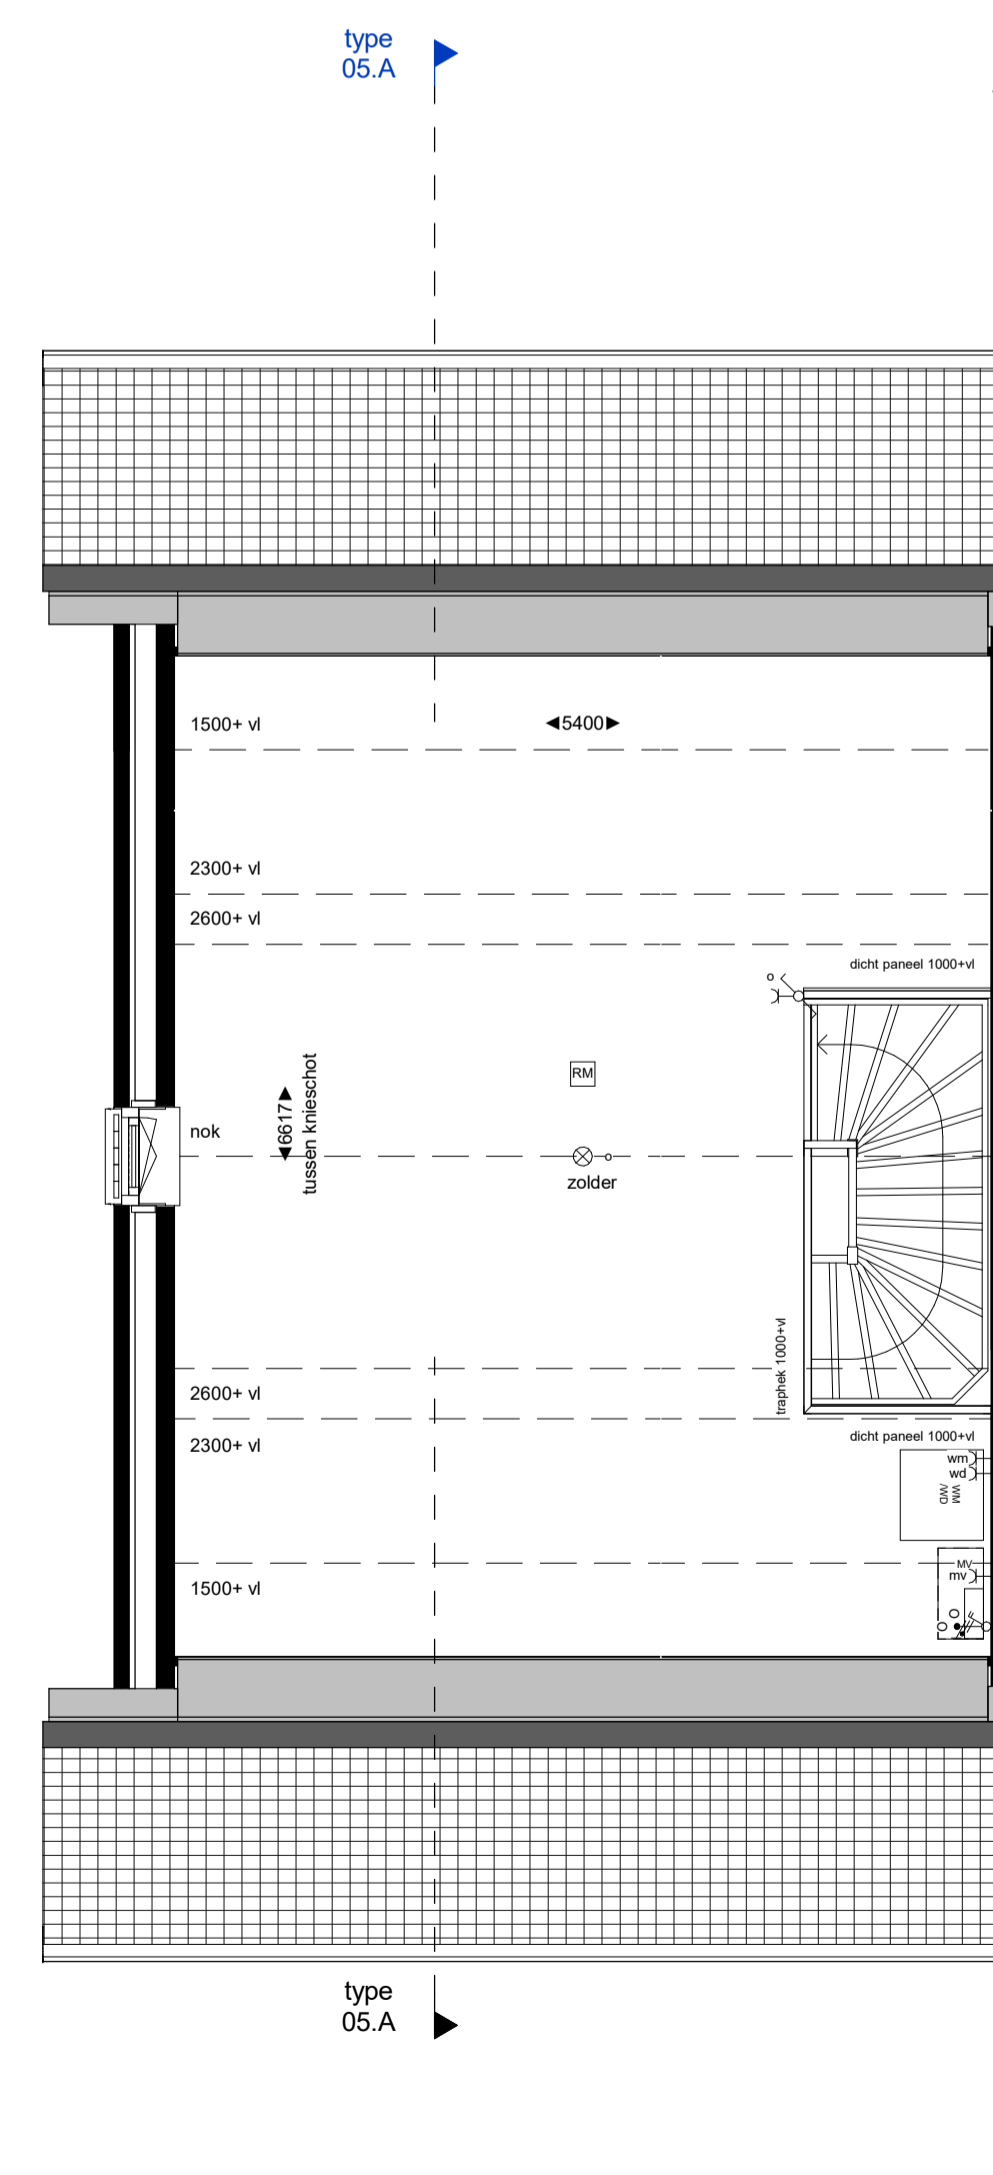 type
05.A
1500+ vl
5400
2300+ vl
2600+ vl
dicht paneel 1000+vl
RM
nok
6617
tussen knieschot
zolder
traphek 1000+vl
2600+ vl
dicht paneel 1000+vl
2300+ vl
wm
wd
WM
/WD
MV
mv
1500+ vl
type
05.A